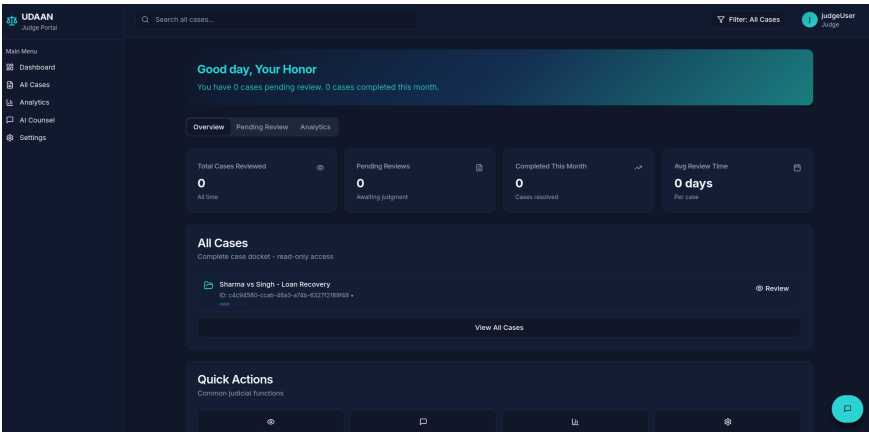 UDAAN
Judge Portal
Search all cases...
Filter: All Cases
j
judgeUser
Judge
Main Menu
Dashboard
All Cases
Analytics
AI Counsel
Settings
Good day, Your Honor
You have 0 cases pending review. 0 cases completed this month.
Overview Pending Review Analytics
Total Cases Reviewed
0
All time
Pending Reviews
0
Awaiting judgment
Completed This Month
0
Cases resolved
Avg Review Time
0 days
Per case
All Cases
Complete case docket - read-only access
Sharma vs Singh - Loan Recovery
ID:
Review
View All Cases
Quick Actions
Common judicial functions